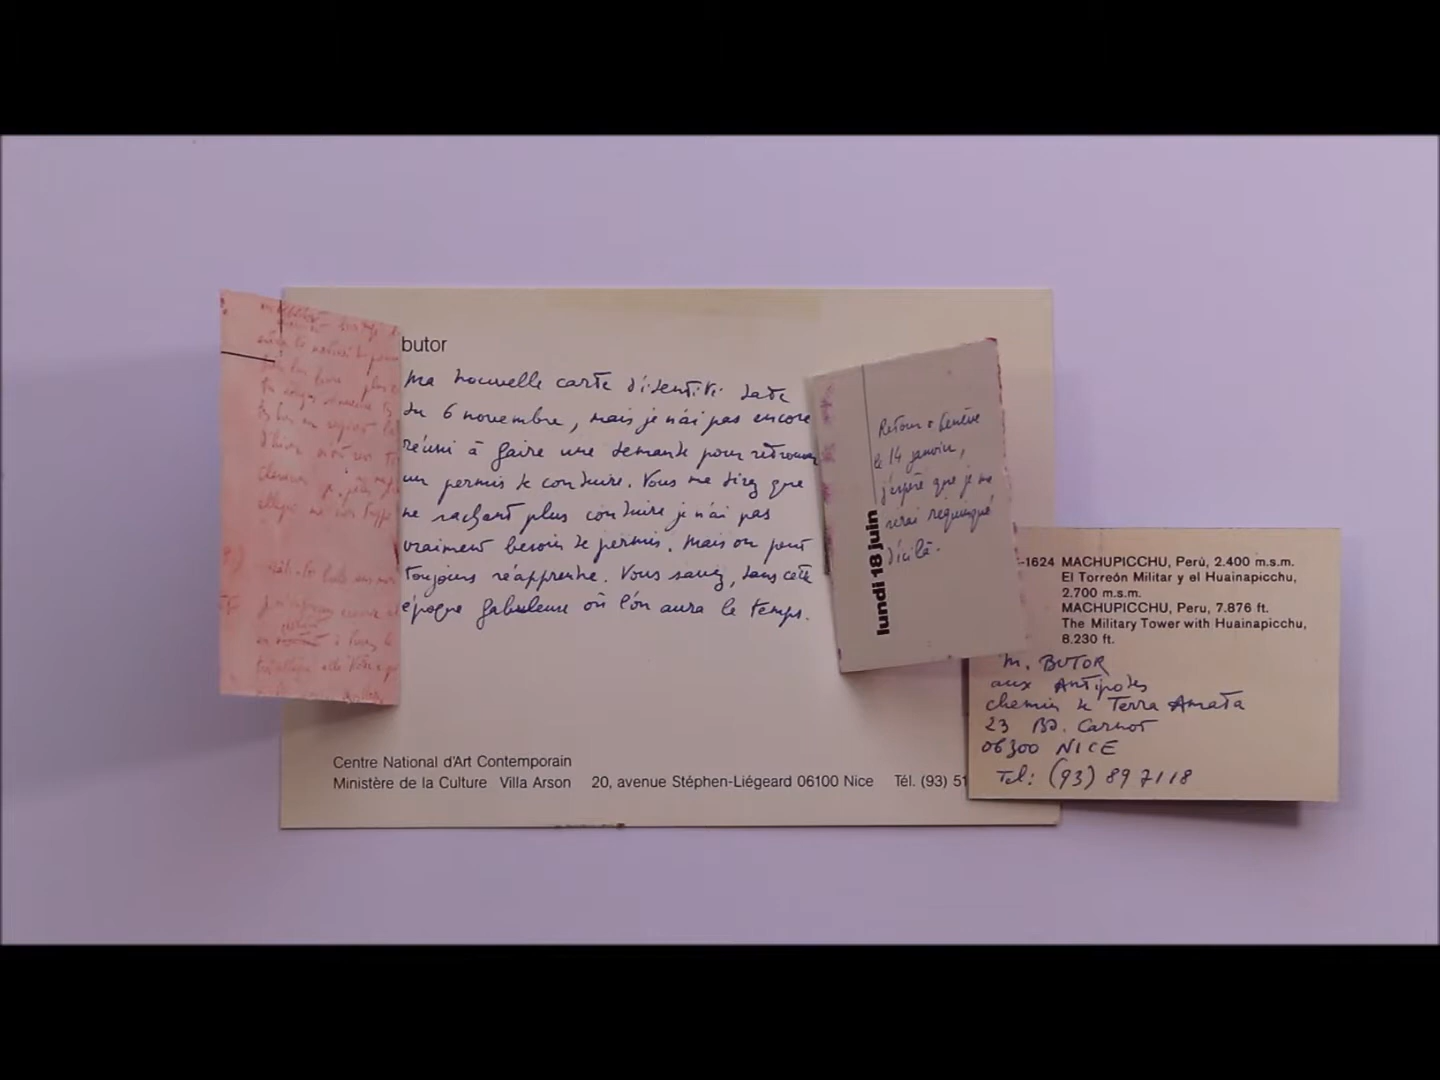 butor
Ma nouvelle carte d'identité date
du 6 novembre, mais je n'ai pas encore
réussi à faire une demande pour retrouver
un permis de conduire. Vous me direz que
ne sachant plus conduire je n'ai pas
vraiment besoin de permis. Mais on peut
toujours réapprendre. Vous savez, dans cette
époque fabuleuse où l'on aura le temps.
Centre National d'Art Contemporain
Ministère de la Culture Villa Arson 20, avenue Stéphen-Liégeard 06100 Nice Tél. (93) 51
lundi 18 juin
Retour à Genève
le 14 janvier,
j'espère que je me
serai requinqué
d'ici là.
-1624 MACHUPICCHU, Perú, 2.400 m.s.m.
El Torreón Militar y el Huainapicchu,
2.700 m.s.m.
MACHUPICCHU, Peru, 7.876 ft.
The Military Tower with Huainapicchu,
8.230 ft.
M. BUTOR
aux Antipodes
chemin de Terra Amata
23 Bd. Carnot
06300 NICE
Tel: (93) 89 71 18